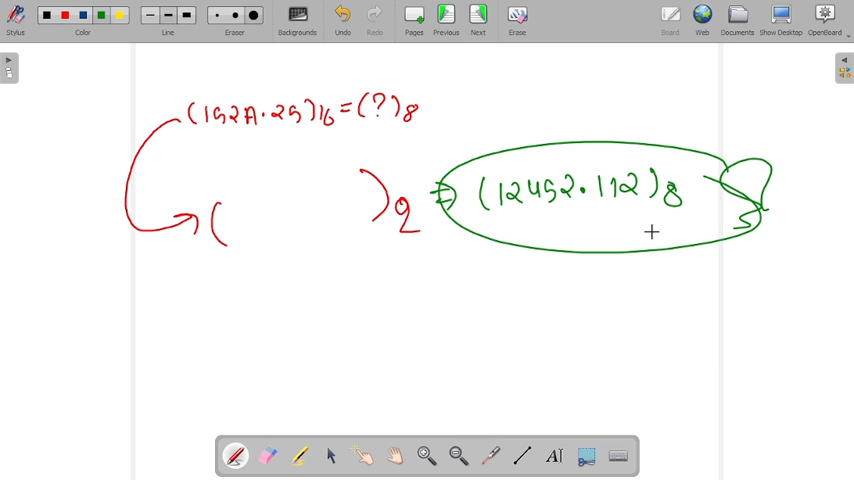 Stylus Color Line Eraser Backgrounds Undo Redo Pages Previous Next Erase Board Web Documents Show Desktop OpenBoard
(152A.25)16 = (?)8
( )2 ⇒ (12452.112)8